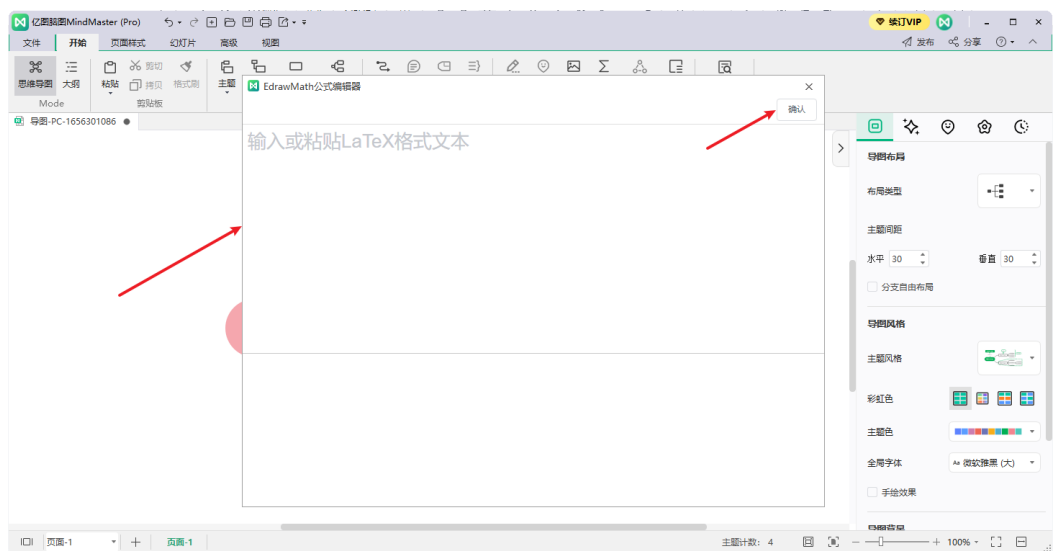 亿图脑图MindMaster (Pro)
续订VIP
文件 开始 页面样式 幻灯片 高级 视图
发布 分享
思维导图 大纲 粘贴 剪切 拷贝 格式刷 主题
Mode 剪贴板
EdrawMath公式编辑器
确认
导图-PC-1656301086
输入或粘贴LaTeX格式文本
导图布局
布局类型
主题间距
水平 30 垂直 30
分支自由布局
导图风格
主题风格
彩虹色
主题色
全局字体 Aa 微软雅黑 (大)
手绘效果
导图背景
页面-1 页面-1
主题计数: 4 100%